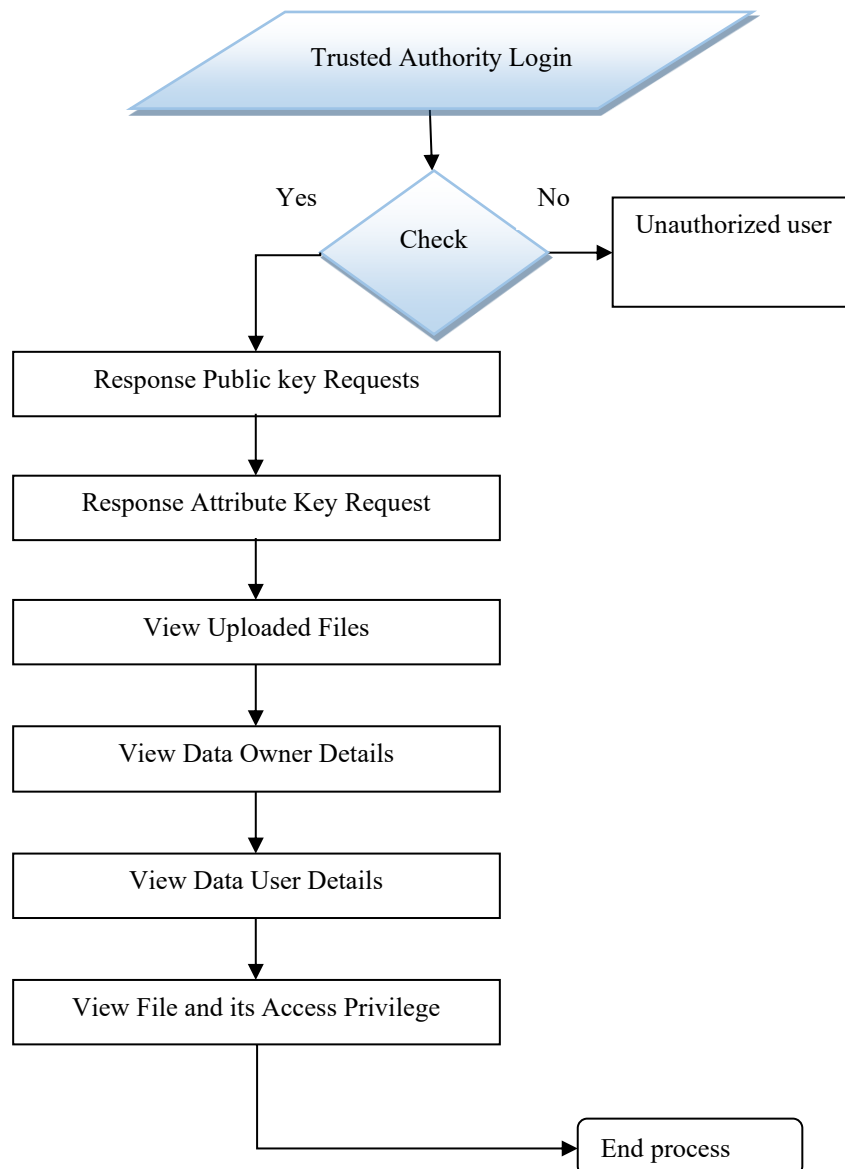 Trusted Authority Login
Yes
No
Check
Unauthorized user
Response Public key Requests
Response Attribute Key Request
View Uploaded Files
View Data Owner Details
View Data User Details
View File and its Access Privilege
End process